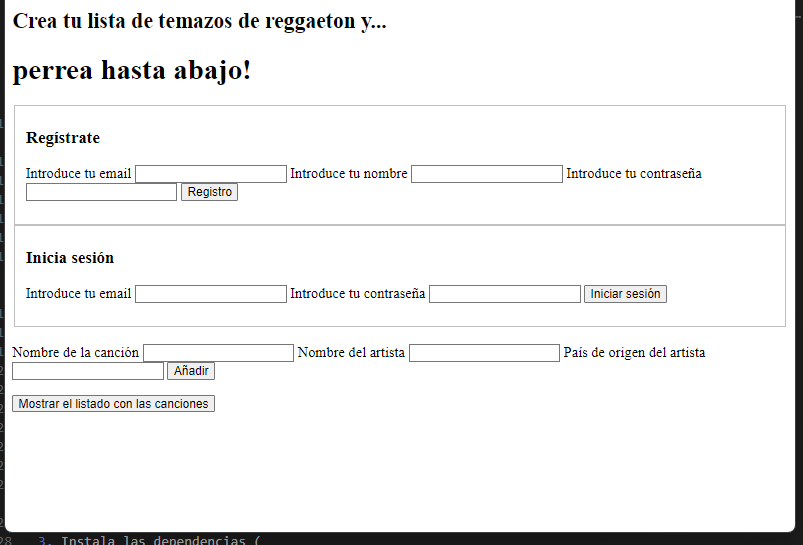 Crea tu lista de temazos de reggaeton y...
perrea hasta abajo!
Regístrate
Introduce tu email Introduce tu nombre Introduce tu contraseña
Registro
Inicia sesión
Introduce tu email Introduce tu contraseña Iniciar sesión
Nombre de la canción Nombre del artista País de origen del artista
Añadir
Mostrar el listado con las canciones
28 3. Instala las dependencias (